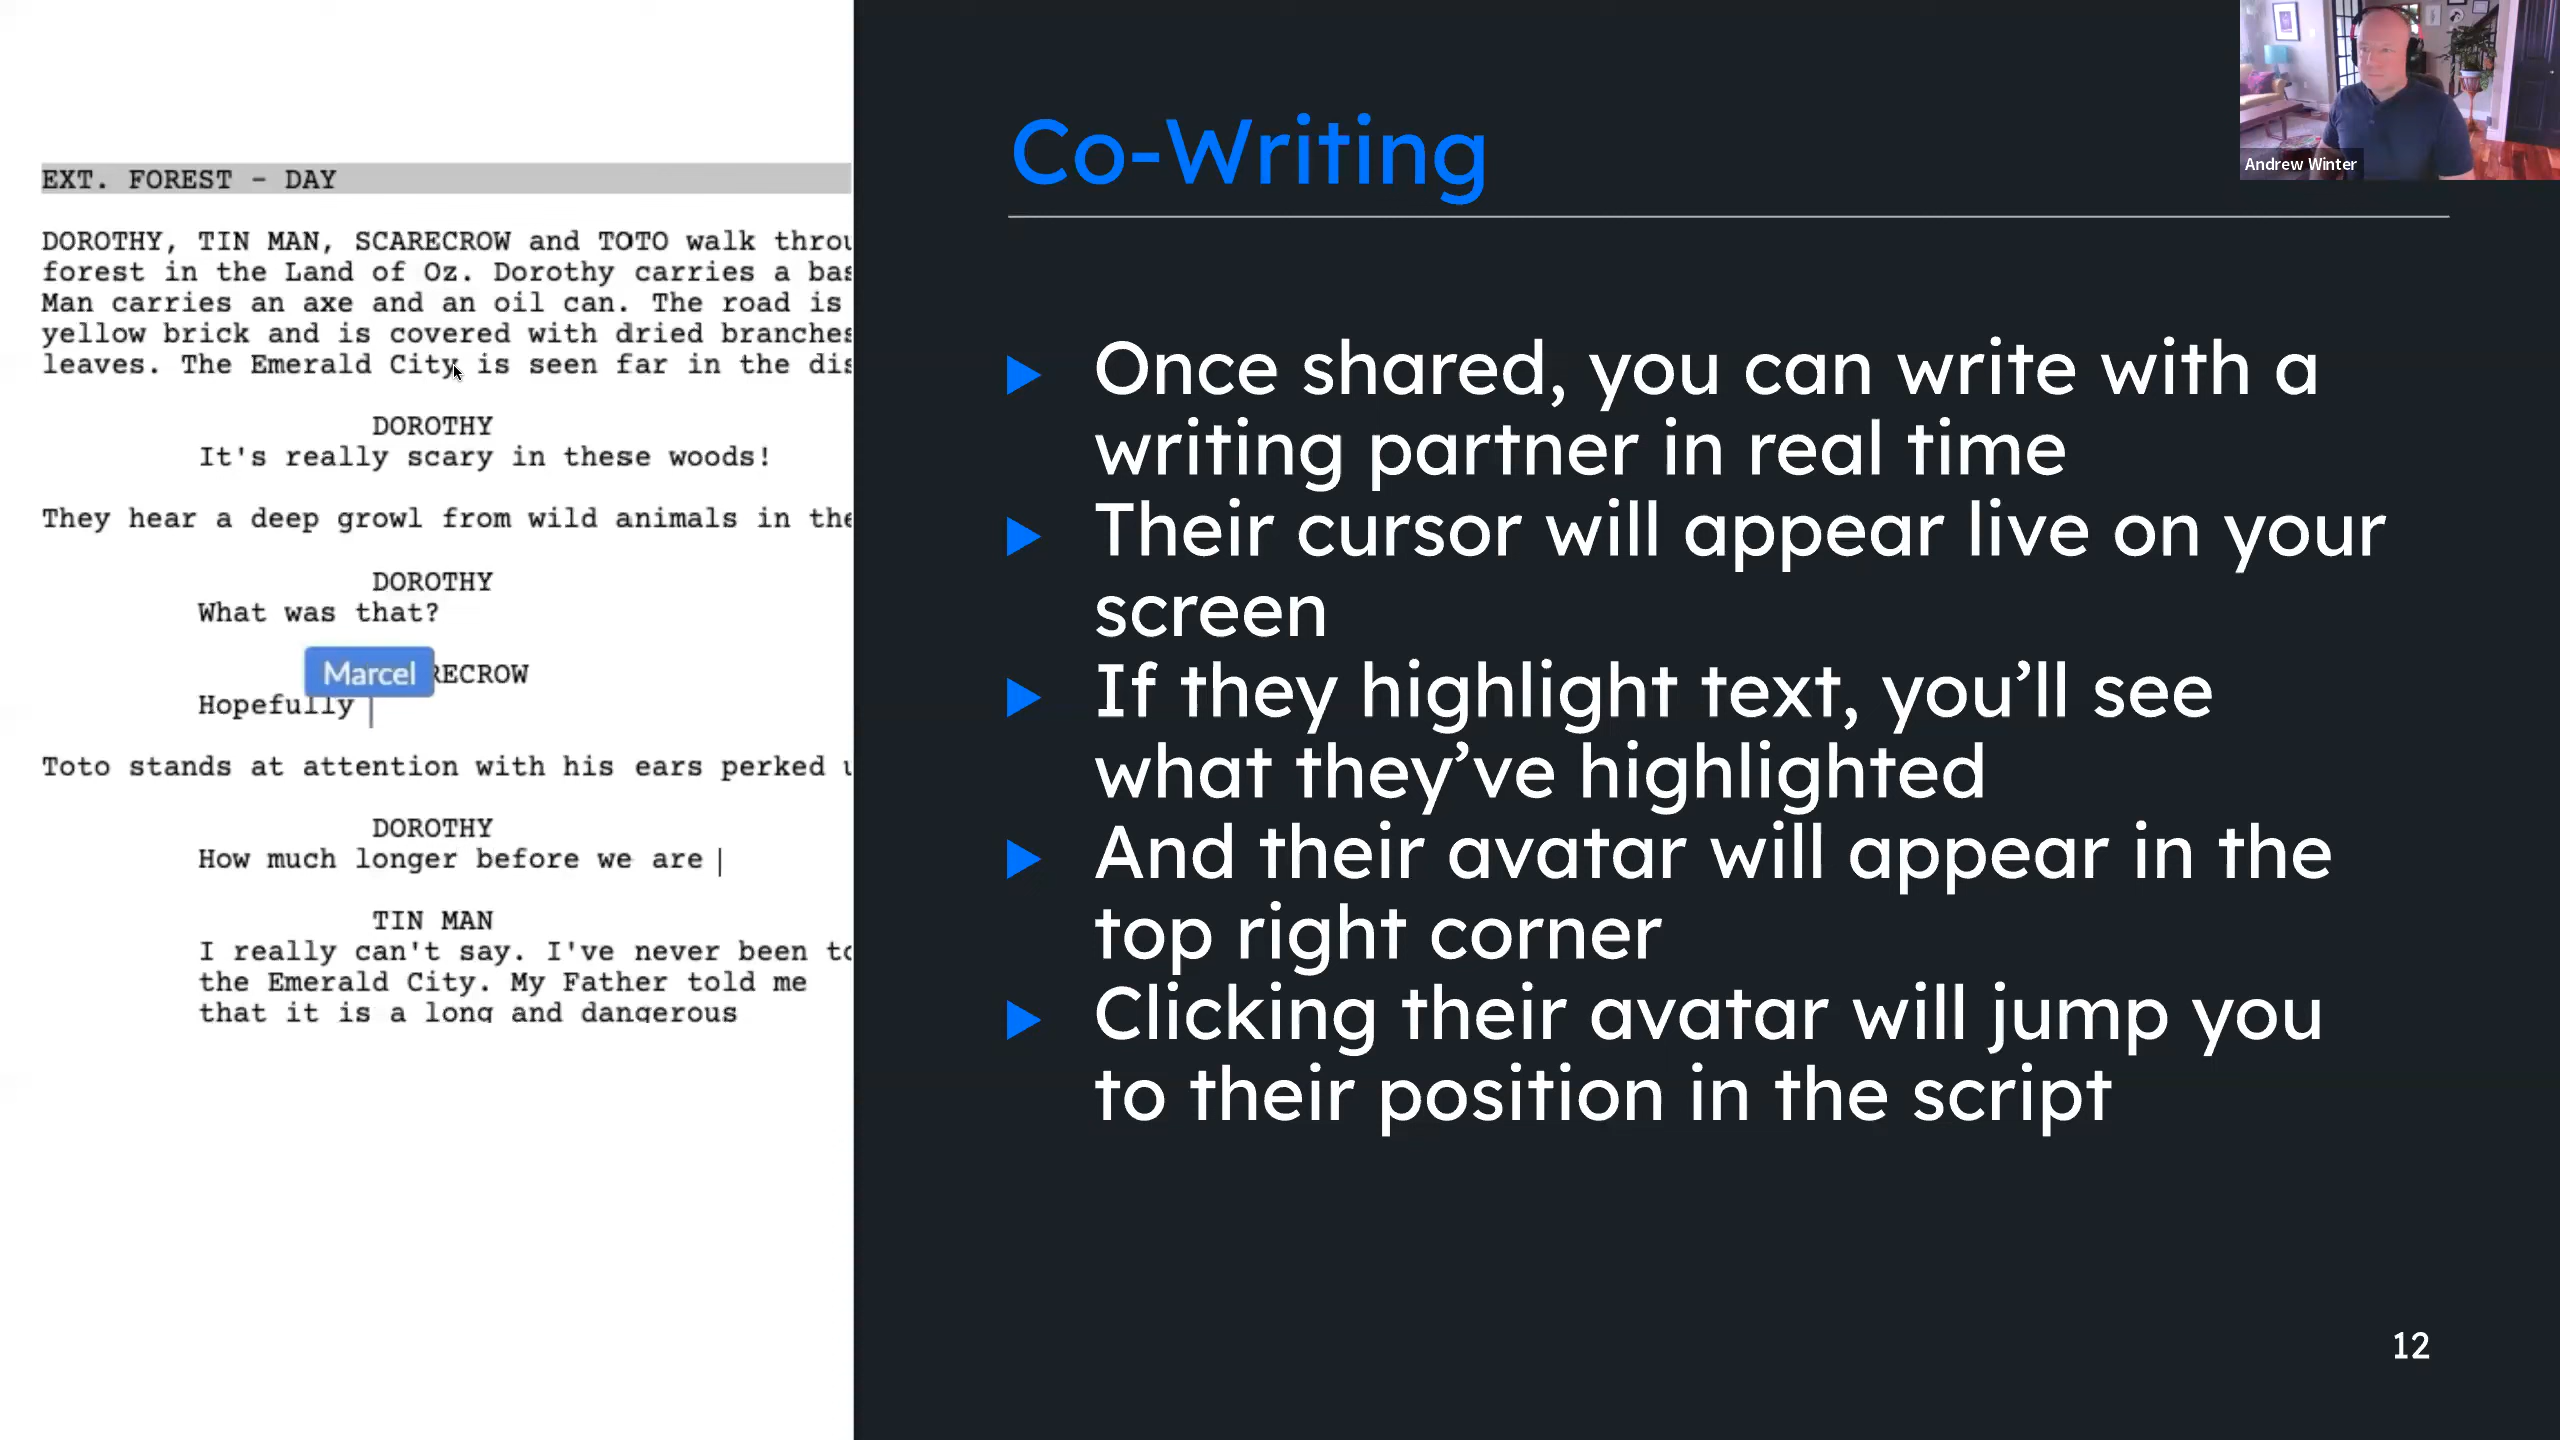 EXT. FOREST - DAY
DOROTHY, TIN MAN, SCARECROW and TOTO walk throu
forest in the Land of Oz. Dorothy carries a bas
Man carries an axe and an oil can. The road is
yellow brick and is covered with dried branches
leaves. The Emerald City is seen far in the dis
DOROTHY
It's really scary in these woods!
They hear a deep growl from wild animals in the
DOROTHY
What was that?
Marcel RECROW
Hopefully
Toto stands at attention with his ears perked u
DOROTHY
How much longer before we are
TIN MAN
I really can't say. I've never been to
the Emerald City. My Father told me
that it is a long and dangerous
Co-Writing
Once shared, you can write with a
writing partner in real time
Their cursor will appear live on your
screen
If they highlight text, you’ll see
what they’ve highlighted
And their avatar will appear in the
top right corner
Clicking their avatar will jump you
to their position in the script
12
Andrew Winter